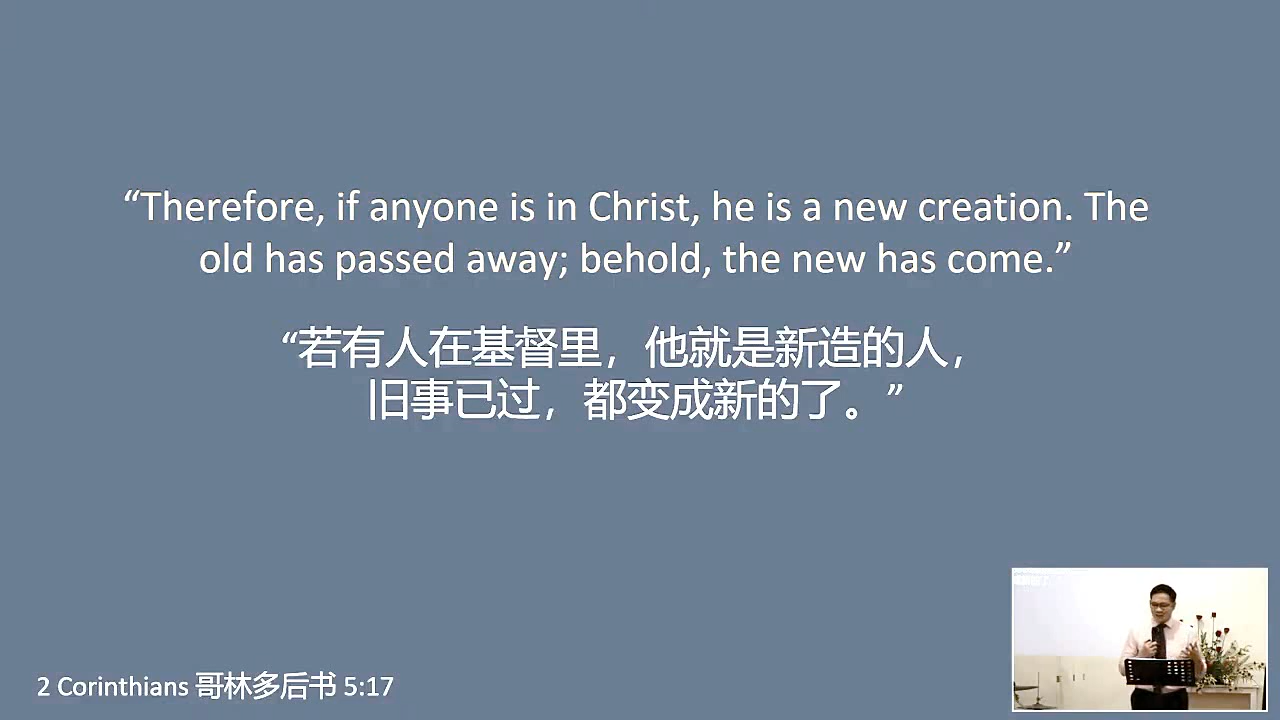 “Therefore, if anyone is in Christ, he is a new creation. The
old has passed away; behold, the new has come.”
“若有人在基督里，他就是新造的人，
旧事已过，都变成新的了。”
2 Corinthians 哥林多后书 5:17